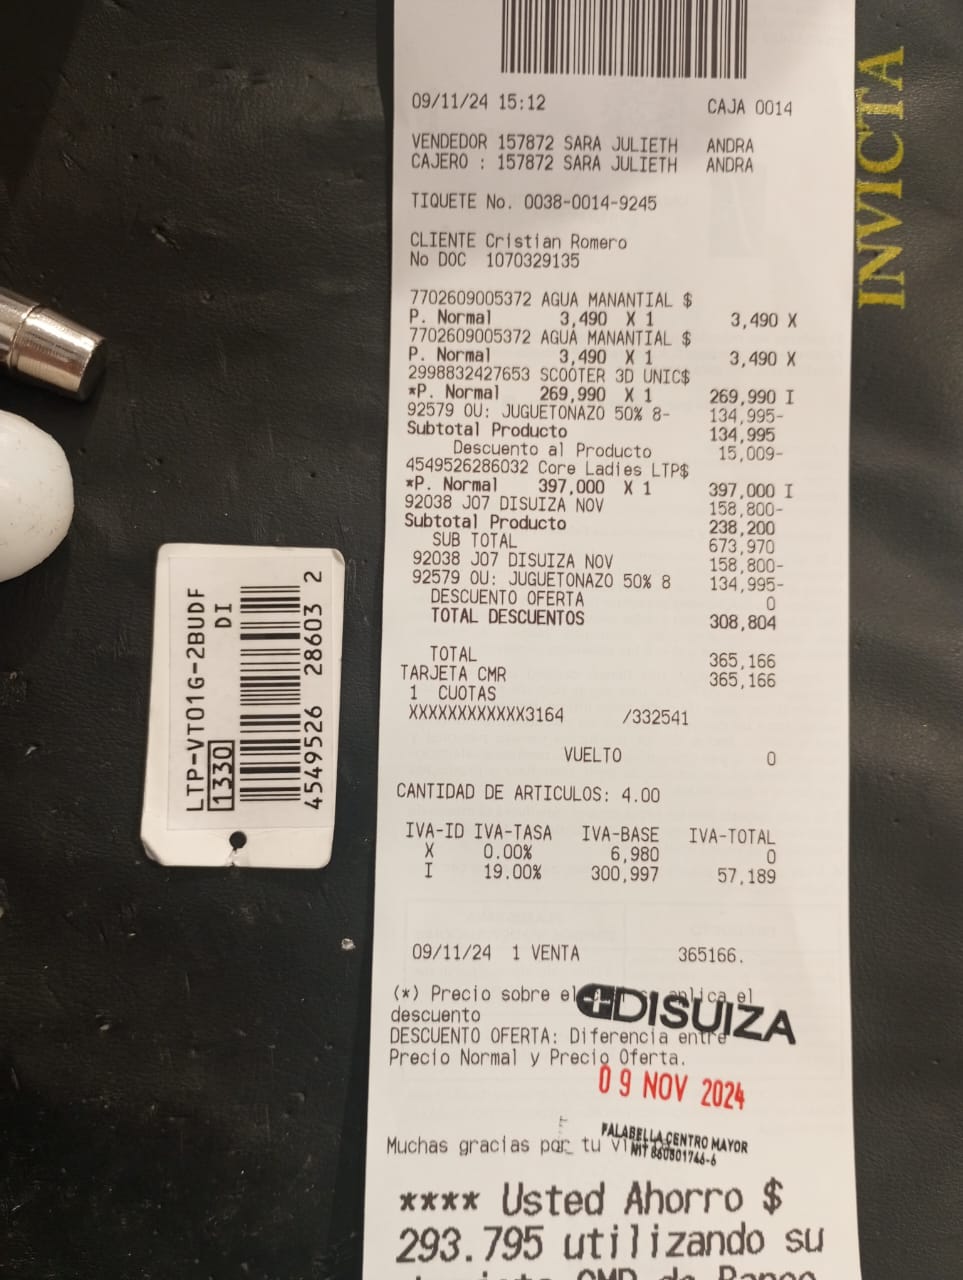 09/11/24 15:12 CAJA 0014
VENDEDOR 157872 SARA JULIETH ANDRA
CAJERO : 157872 SARA JULIETH ANDRA
TIQUETE No. 0038-0014-9245
CLIENTE Cristian Romero
No DOC 1070329135
7702609005372 AGUA MANANTIAL $
P. Normal 3,490 X 1 3,490 X
7702609005372 AGUA MANANTIAL $
P. Normal 3,490 X 1 3,490 X
2998832427653 SCOOTER 3D UNIC$
*P. Normal 269,990 X 1 269,990 I
92579 OU: JUGUETONAZO 50% 8- 134,995-
Subtotal Producto 134,995
Descuento al Producto 15,009-
4549526286032 Core Ladies LTP$
*P. Normal 397,000 X 1 397,000 I
92038 J07 DISUIZA NOV 158,800-
Subtotal Producto 238,200
SUB TOTAL 673,970
92038 J07 DISUIZA NOV 158,800-
92579 OU: JUGUETONAZO 50% 8 134,995-
DESCUENTO OFERTA 0
TOTAL DESCUENTOS 308,804
TOTAL 365,166
TARJETA CMR 365,166
1 CUOTAS
XXXXXXXXXXXX3164 /332541
VUELTO 0
CANTIDAD DE ARTICULOS: 4.00
IVA-ID IVA-TASA IVA-BASE IVA-TOTAL
X 0.00% 6,980 0
I 19.00% 300,997 57,189
09/11/24 1 VENTA 365166.
(*) Precio sobre el aplica el
descuento
DISUIZA
DESCUENTO OFERTA: Diferencia entre
Precio Normal y Precio Oferta.
09 NOV 2024
FALABELLA CENTRO MAYOR
NIT 860801746-6
Muchas gracias por tu
**** Usted Ahorro $
293.795 utilizando su
INVICTA
LTP-VT01G-2BUDF
DI
1330
4549526 28603 2